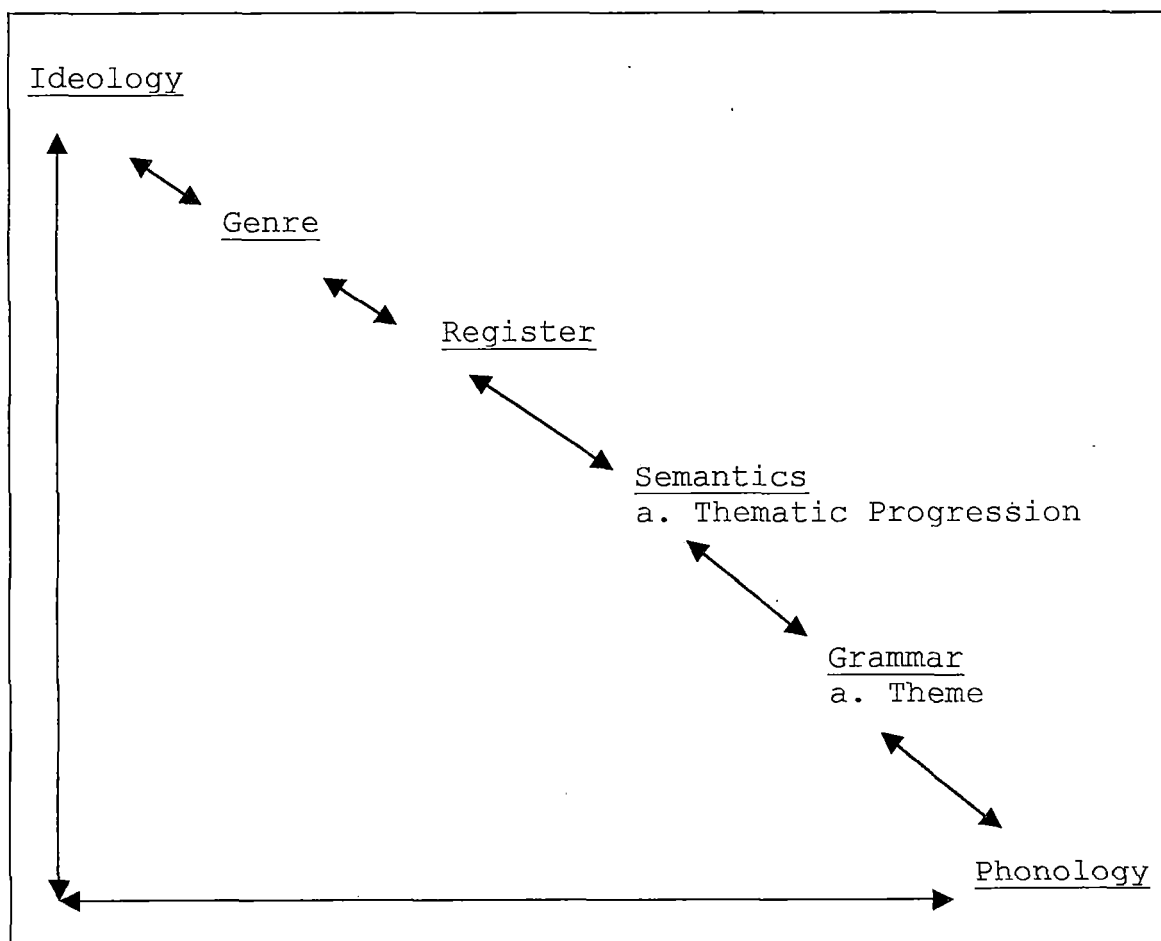 Ideology
Genre
Register
Semantics
a. Thematic Progression
Grammar
a. Theme
Phonology